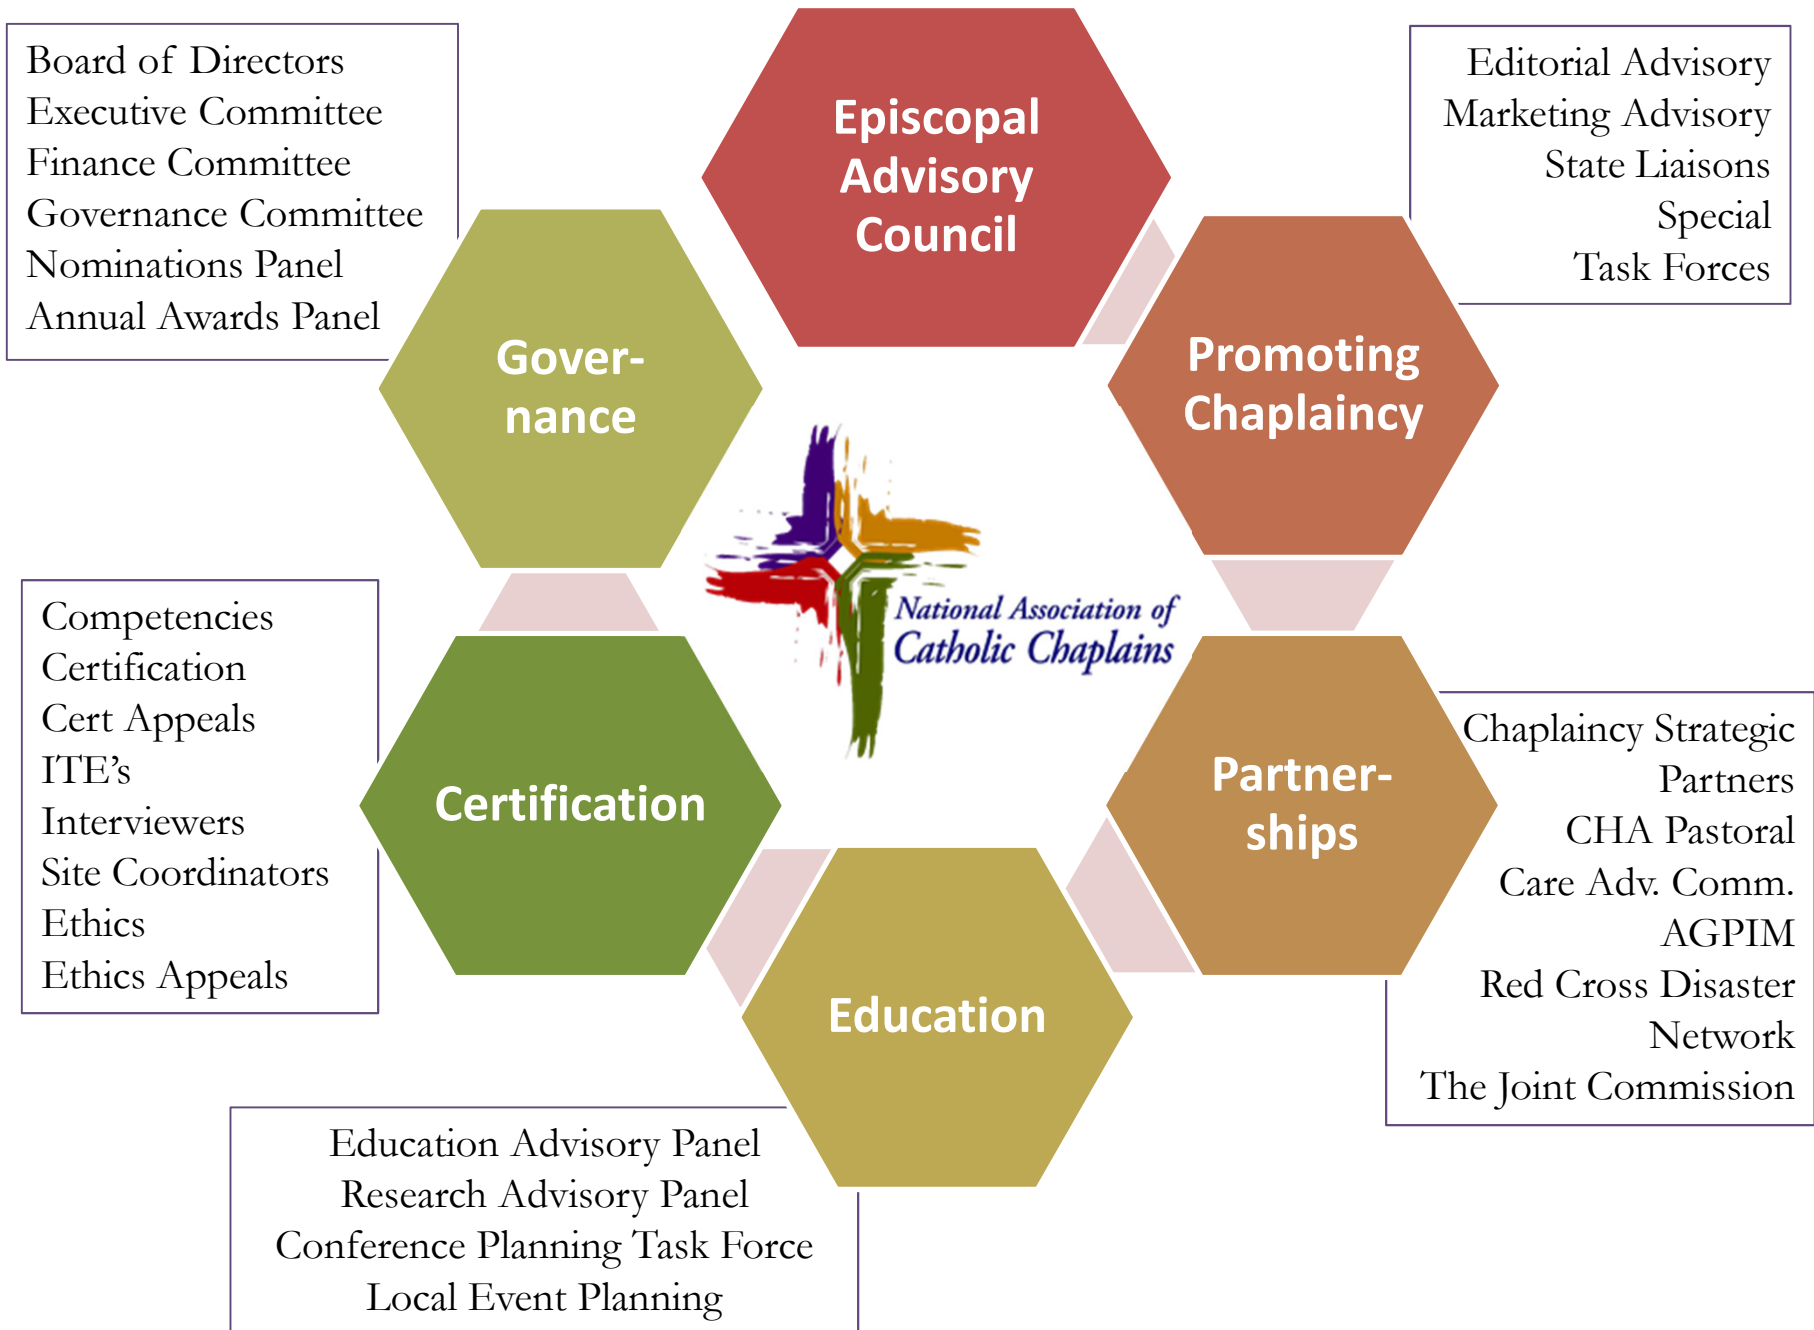 Board of Directors
Executive Committee
Finance Committee
Governance Committee
Nominations Panel
Annual Awards Panel
Episcopal
Advisory
Council
Editorial Advisory
Marketing Advisory
State Liaisons
Special
Task Forces
Gover-
nance
Promoting
Chaplaincy
National Association of
Catholic Chaplains
Competencies
Certification
Cert Appeals
ITE’s
Interviewers
Site Coordinators
Ethics
Ethics Appeals
Certification
Partner-
ships
Chaplaincy Strategic
Partners
CHA Pastoral
Care Adv. Comm.
AGPIM
Red Cross Disaster
Network
The Joint Commission
Education
Education Advisory Panel
Research Advisory Panel
Conference Planning Task Force
Local Event Planning